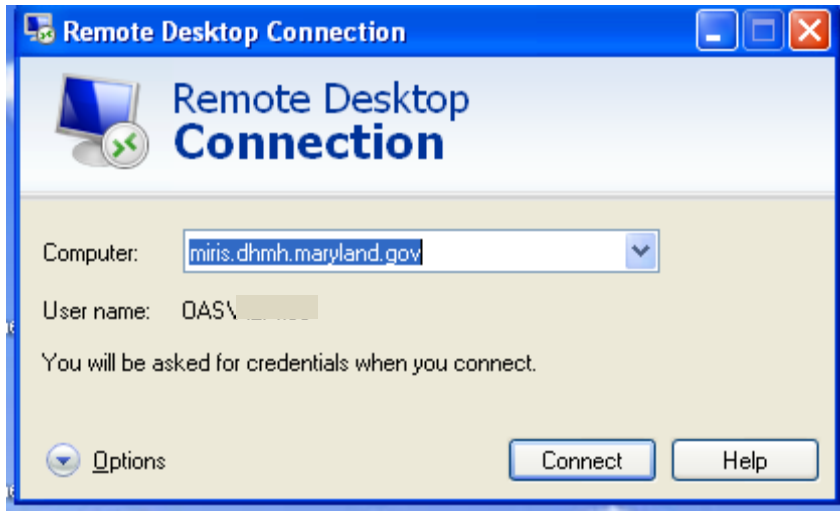 Remote Desktop Connection
Remote Desktop
Connection
Computer: miris.dhmh.maryland.gov
User name: OAS\
You will be asked for credentials when you connect.
Options Connect Help